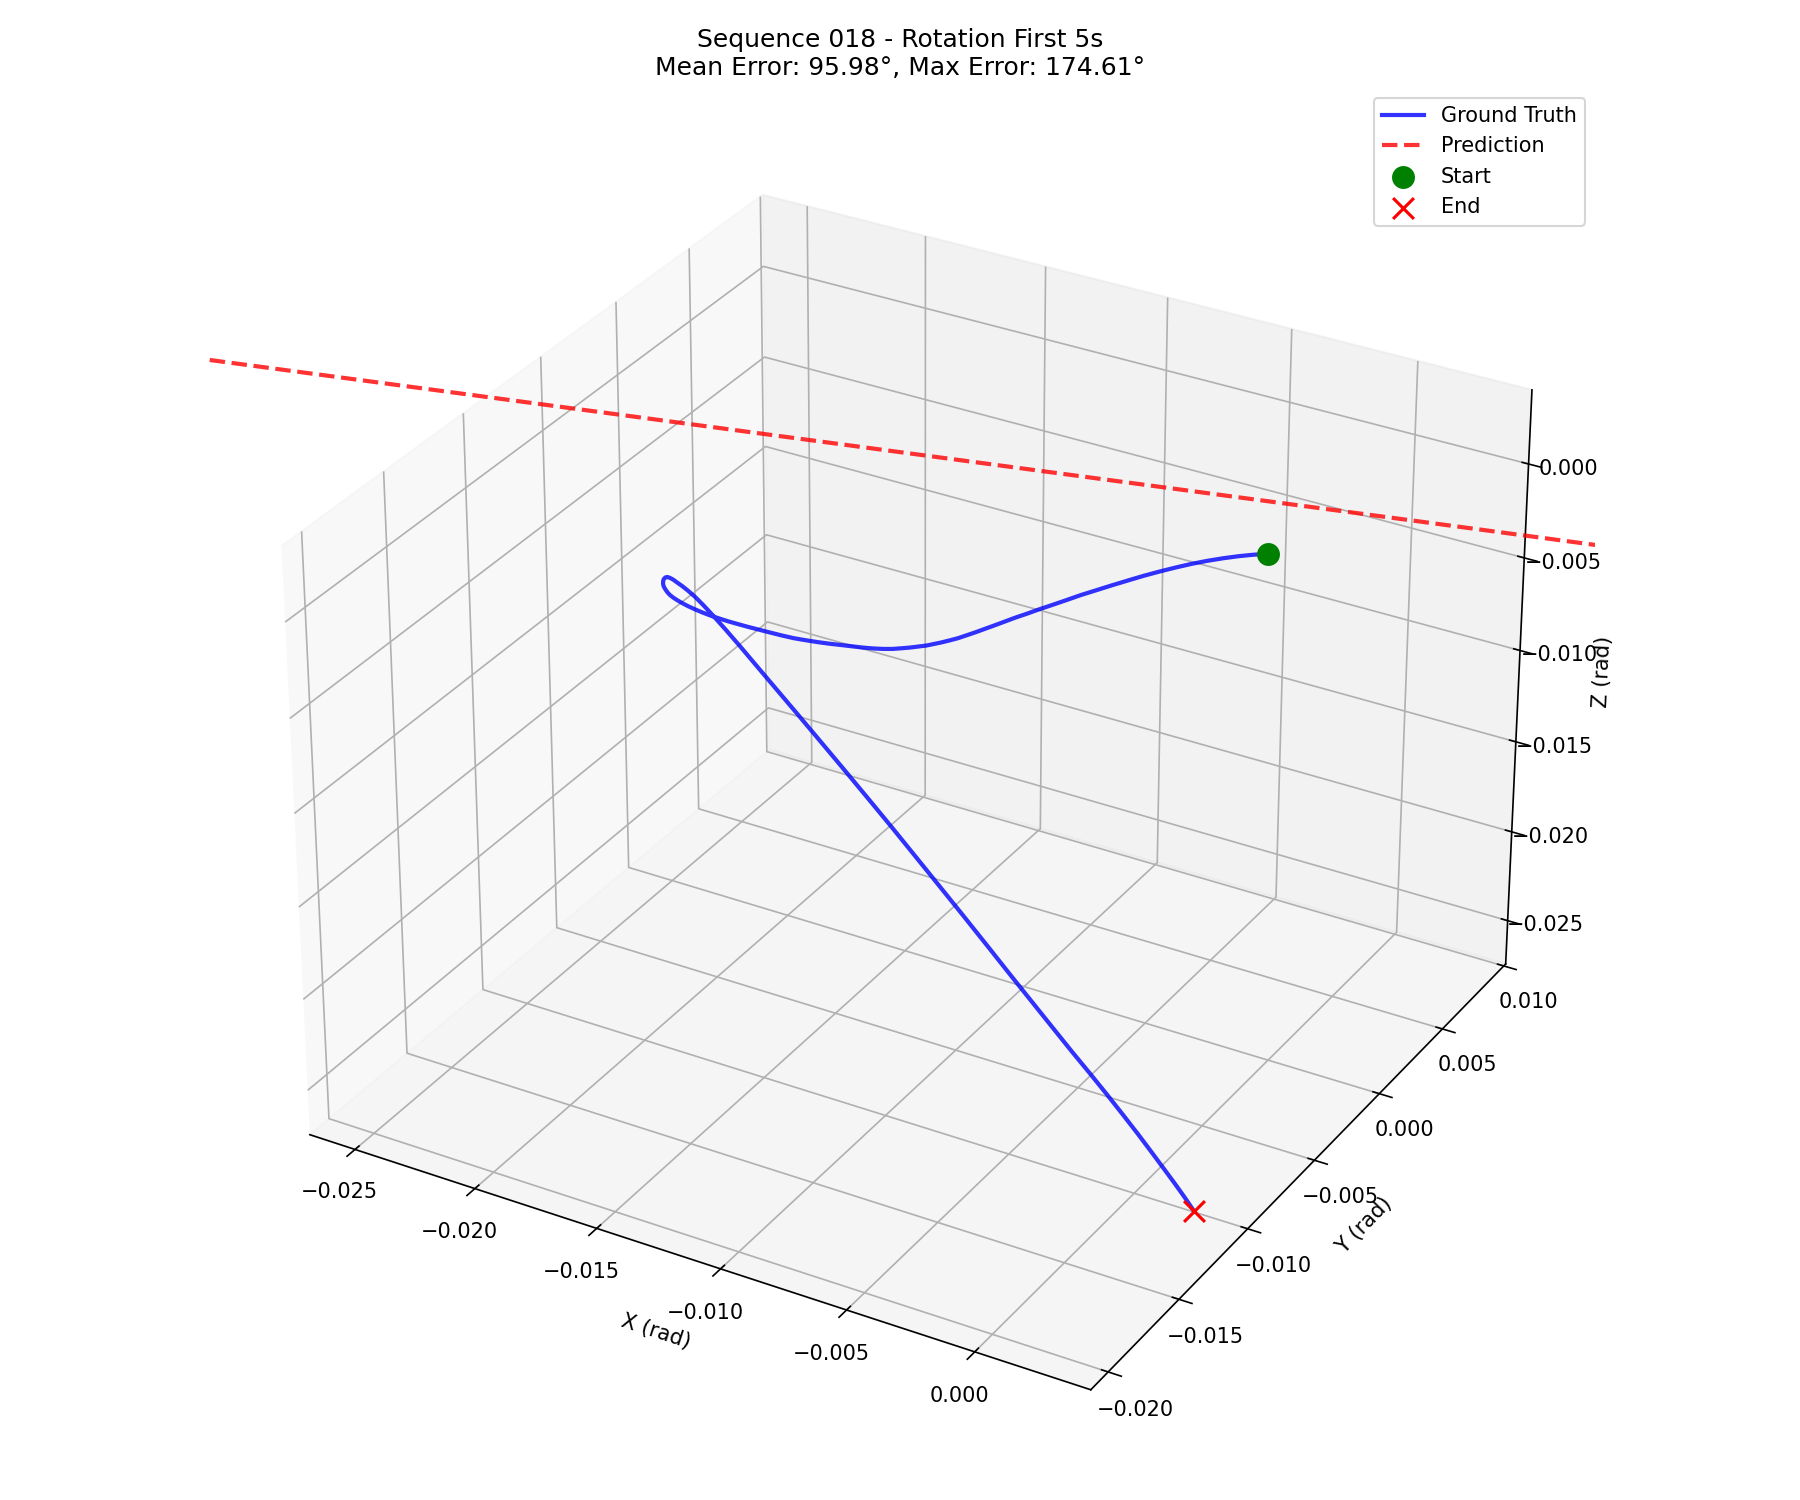 Sequence 018 - Rotation First 5s
Mean Error: 95.98°, Max Error: 174.61°
Ground Truth
Prediction
Start
End
0.000
−0.005
−0.010
−0.015
−0.020
−0.025
Z (rad)
0.010
0.005
0.000
−0.005
−0.010
−0.015
−0.020
Y (rad)
−0.025
−0.020
−0.015
−0.010
−0.005
0.000
X (rad)